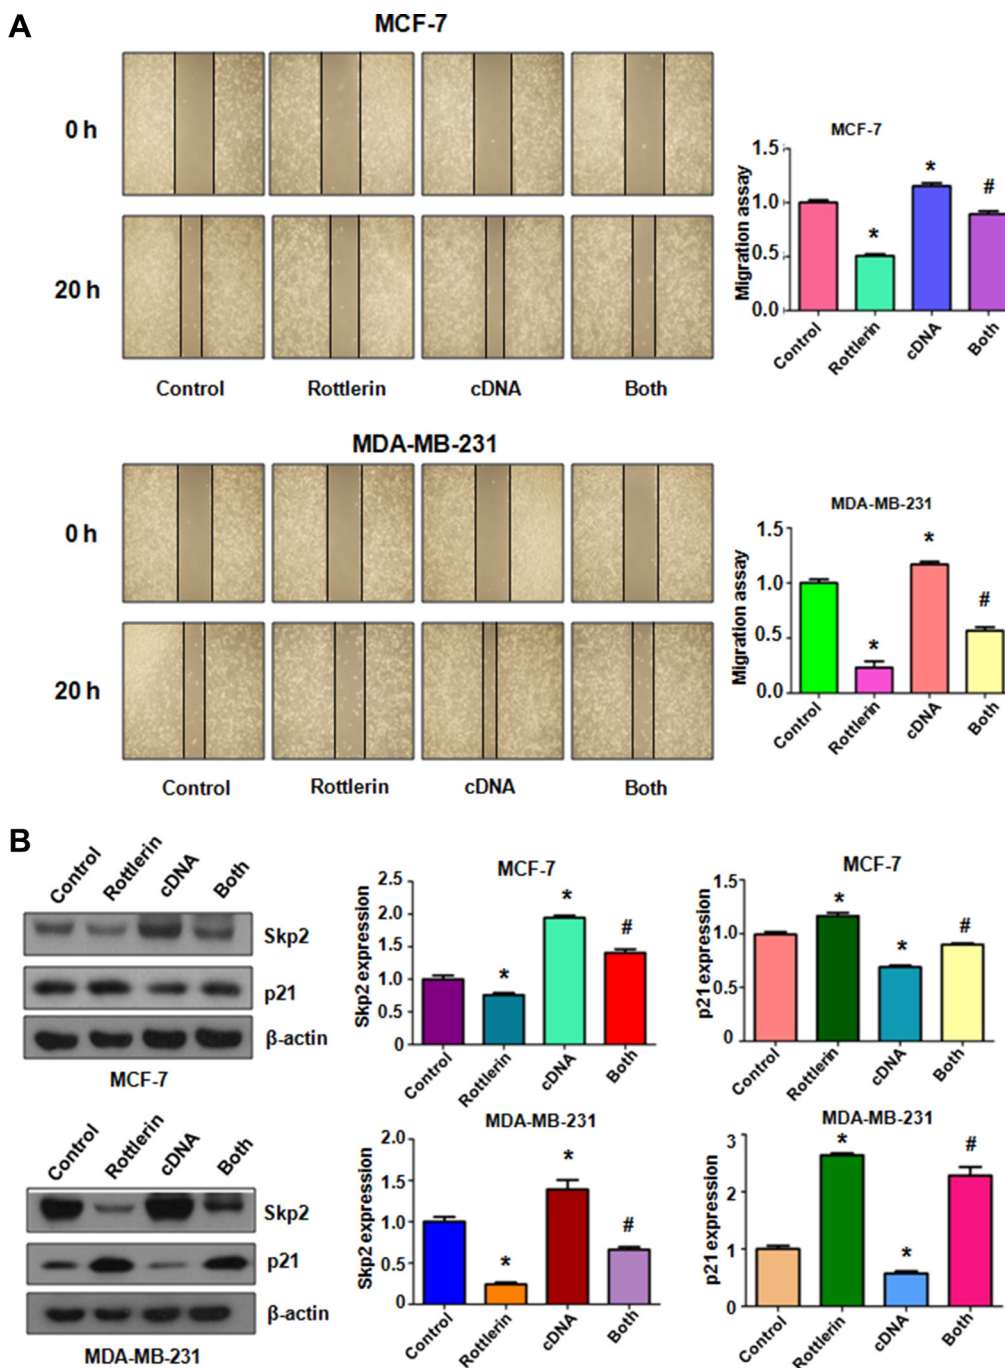 A
MCF-7
0 h
20 h
Control Rottlerin cDNA Both
MCF-7
Migration assay
1.5
1.0
0.5
0.0
*
*
#
Control Rottlerin cDNA Both
MDA-MB-231
0 h
20 h
Control Rottlerin cDNA Both
MDA-MB-231
Migration assay
1.5
1.0
0.5
0.0
*
*
#
Control Rottlerin cDNA Both
B
Control Rottlerin cDNA Both
Skp2
p21
β-actin
MCF-7
MCF-7
Skp2 expression
2.5
2.0
1.5
1.0
0.5
0
*
*
#
Control Rottlerin cDNA Both
MCF-7
p21 expression
1.5
1.0
0.5
0
*
*
#
Control Rottlerin cDNA Both
Control Rottlerin cDNA Both
Skp2
p21
β-actin
MDA-MB-231
MDA-MB-231
Skp2 expression
2.0
1.5
1.0
0.5
0
*
*
#
Control Rottlerin cDNA Both
MDA-MB-231
p21 expression
3
2
1
0
*
*
#
Control Rottlerin cDNA Both